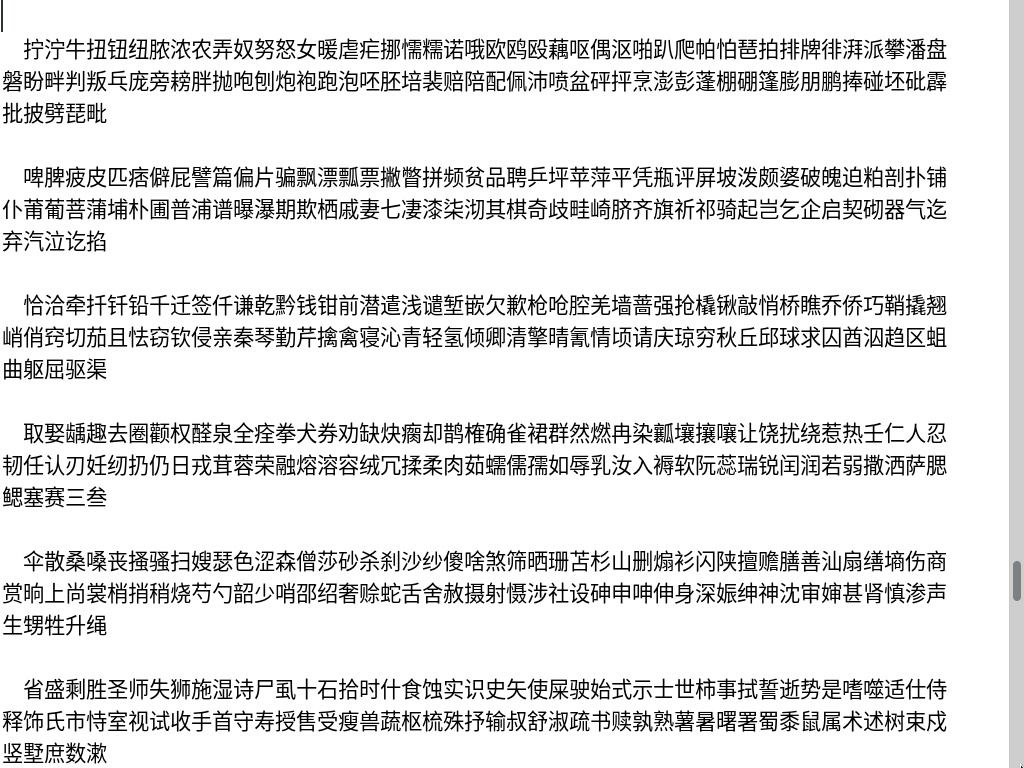 拧泞牛扭钮纽脓浓农弄奴努怒女暖虐疟挪懦糯诺哦欧鸥殴藕呕偶沤啪趴爬帕怕琶拍排牌徘湃派攀潘盘
磐盼畔判叛乓庞旁耪胖抛咆刨炮袍跑泡呸胚培裴赔陪配佩沛喷盆砰抨烹澎彭蓬棚硼篷膨朋鹏捧碰坯砒霹
批披劈琵毗
啤脾疲皮匹痞僻屁譬篇偏片骗飘漂瓢票撇瞥拼频贫品聘乒坪苹萍平凭瓶评屏坡泼颇婆破魄迫粕剖扑铺
仆莆葡菩蒲埔朴圃普浦谱曝瀑期欺栖戚妻七凄漆柒沏其棋奇歧畦崎脐齐旗祈祁骑起岂乞企启契砌器气迄
弃汽泣讫掐
恰洽牵扦钎铅千迁签仟谦乾黔钱钳前潜遣浅谴堑嵌欠歉枪呛腔羌墙蔷强抢橇锹敲悄桥瞧乔侨巧鞘撬翘
峭俏窍切茄且怯窃钦侵亲秦琴勤芹擒禽寝沁青轻氢倾卿清擎晴氰情顷请庆琼穷秋丘邱球求囚酋泅趋区蛆
曲躯屈驱渠
取娶龋趣去圈颧权醛泉全痊拳犬券劝缺炔瘸却鹊榷确雀裙群然燃冉染瓤壤攘嚷让饶扰绕惹热壬仁人忍
韧任认刃妊纫扔仍日戎茸蓉荣融熔溶容绒冗揉柔肉茹蠕儒孺如辱乳汝入褥软阮蕊瑞锐闰润若弱撒洒萨腮
鳃塞赛三叁
伞散桑嗓丧搔骚扫嫂瑟色涩森僧莎砂杀刹沙纱傻啥煞筛晒珊苫杉山删煽衫闪陕擅赡膳善汕扇缮墒伤商
赏晌上尚裳梢捎稍烧芍勺韶少哨邵绍奢赊蛇舌舍赦摄射慑涉社设砷申呻伸身深娠绅神沈审婶甚肾慎渗声
生甥牲升绳
省盛剩胜圣师失狮施湿诗尸虱十石拾时什食蚀实识史矢使屎驶始式示士世柿事拭誓逝势是嗜噬适仕侍
释饰氏市恃室视试收手首守寿授售受瘦兽蔬枢梳殊抒输叔舒淑疏书赎孰熟薯暑曙署蜀黍鼠属术述树束戍
竖墅庶数漱